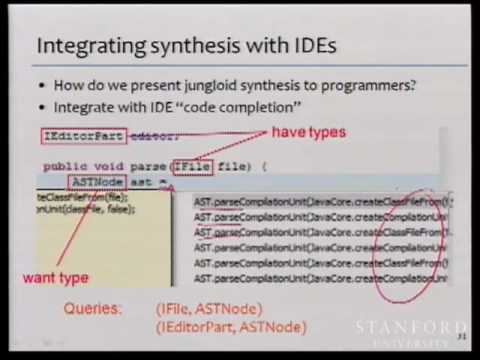 Integrating synthesis with IDEs
• How do we present jungloid synthesis to programmers?
• Integrate with IDE "code completion"
IEditorPart editor;
have types
public void parse(IFile file) {
ASTNode ast =
eClassFileFrom(file);
onUnit(classFile, false);
AST.parseCompilationUnit(JavaCore.createClassFileFrom(f
AST.parseCompilationUnit(JavaCore.createCompilationUni
AST.parseCompilationUnit(JavaCore.createClassFileFrom(f
AST.parseCompilationUnit(JavaCore.createCompilationUni
AST.parseCompilationUnit(JavaCore.createClassFileFrom(f
AST.parseCompilationUnit(JavaCore.createCompilationUni
want type
Queries: (IFile, ASTNode)
(IEditorPart, ASTNode)
STANFORD
UNIVERSITY
31